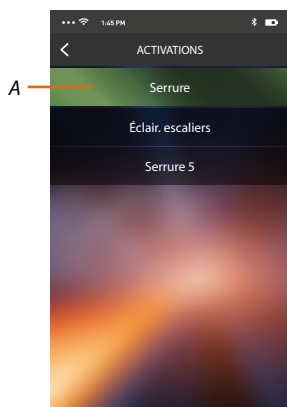 1:45 PM
ACTIVATIONS
A
Serrure
Éclair. escaliers
Serrure 5